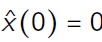 x̂(0) = 0